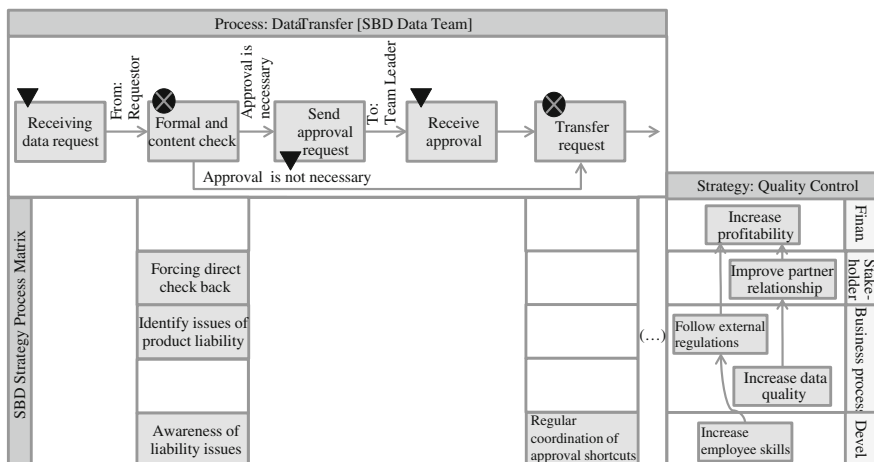 Process: DataTransfer [SBD Data Team]
From:
Requestor
Approval is
necessary
To:
Team Leader
Receiving
data request
Formal and
content check
Send
approval
request
Receive
approval
Transfer
request
Approval is not necessary
Strategy: Quality Control
SBD Strategy Process Matrix
Increase
profitability
Finan.
Forcing direct
check back
Improve partner
relationship
Stake-
holder
Identify issues of
product liability
(…)
Follow external
regulations
Business process
Increase data
quality
Awareness of
liability issues
Regular
coordination of
approval shortcuts
Increase
employee skills
Devel.